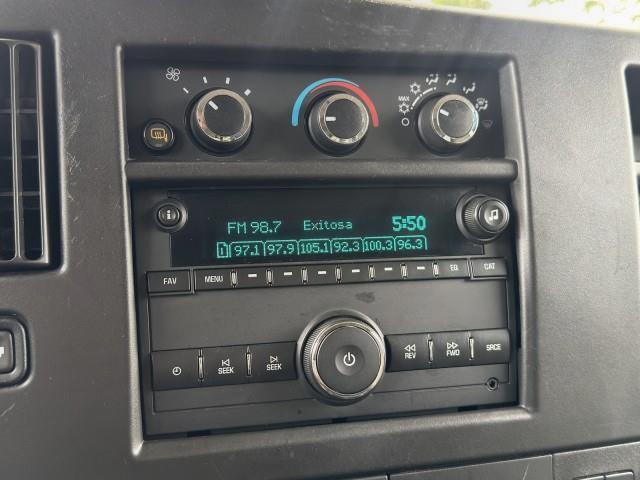 MAX
FM 98.7 Exitosa 5:50
1 97.1 97.9 105.1 92.3 100.3 96.3
FAV MENU EQ CAT
SEEK SEEK REV FWD SRCE